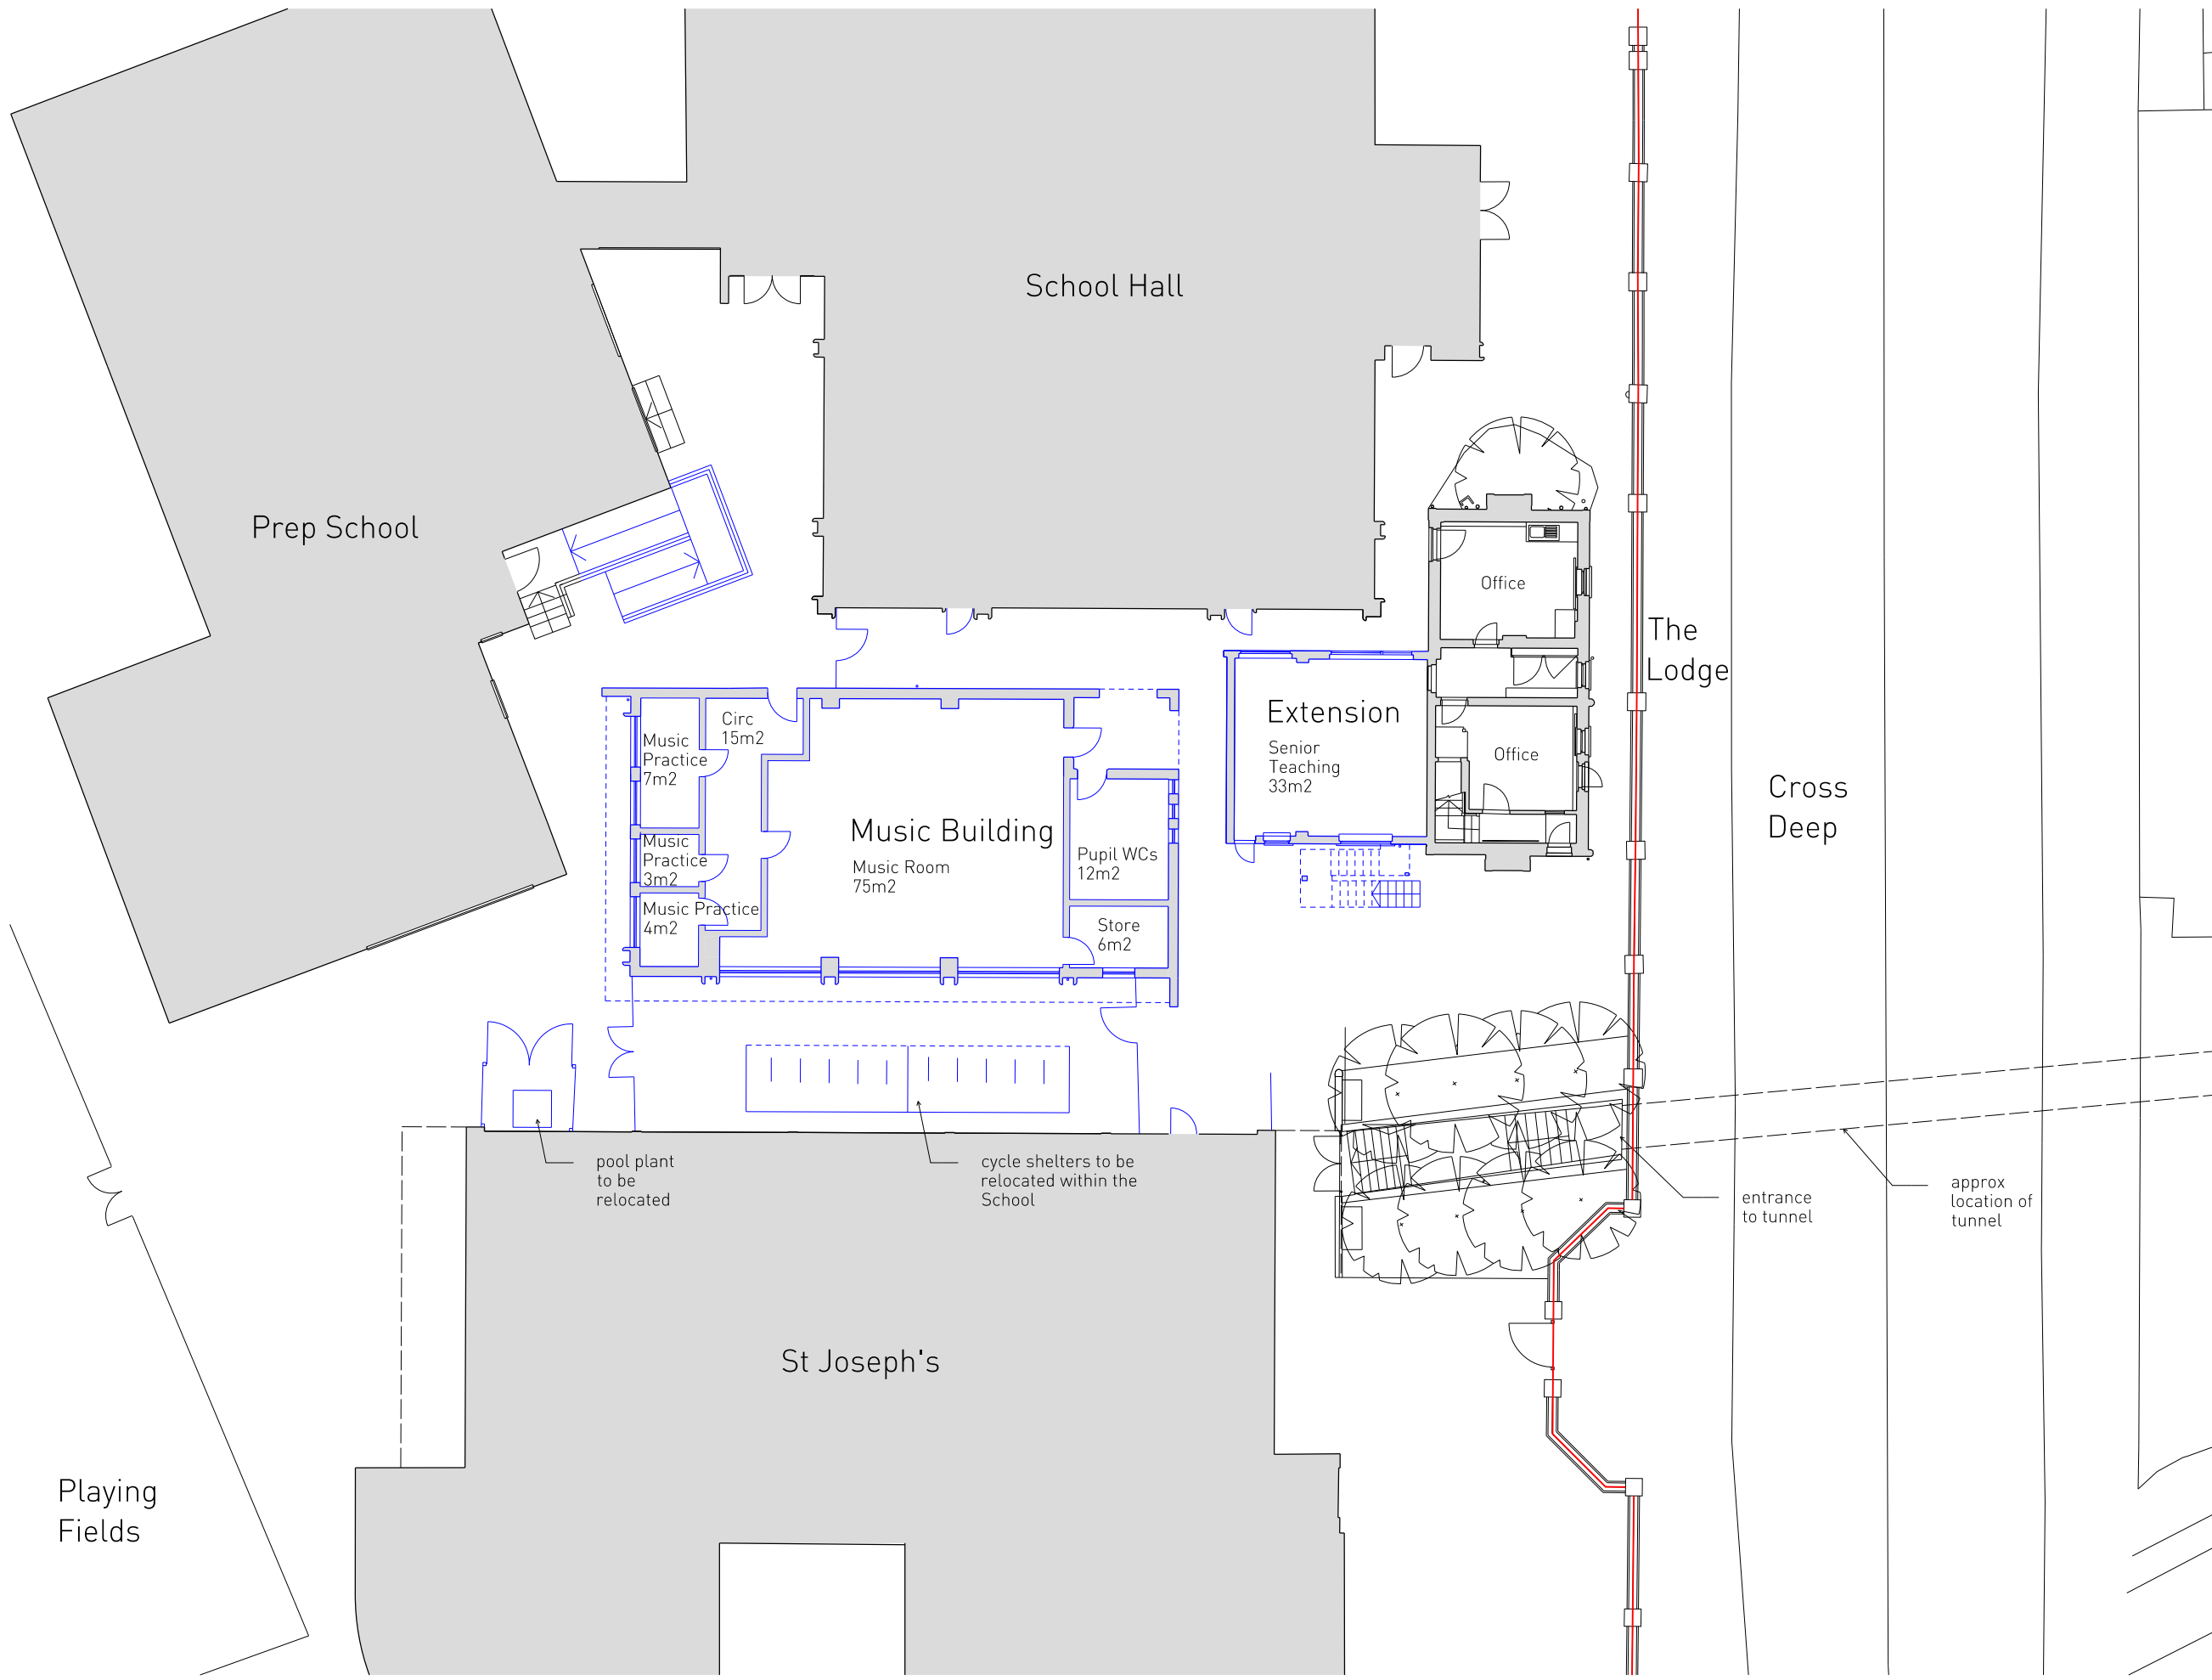 School Hall
Prep School
Office
The
Lodge
Extension
Senior
Teaching
33m2
Office
Circ
15m2
Music
Practice
7m2
Music Building
Music Room
75m2
Music
Practice
3m2
Pupil WCs
12m2
Music Practice
4m2
Store
6m2
Cross
Deep
pool plant
to be
relocated
cycle shelters to be
relocated within the
School
entrance
to tunnel
approx
location of
tunnel
St Joseph's
Playing
Fields